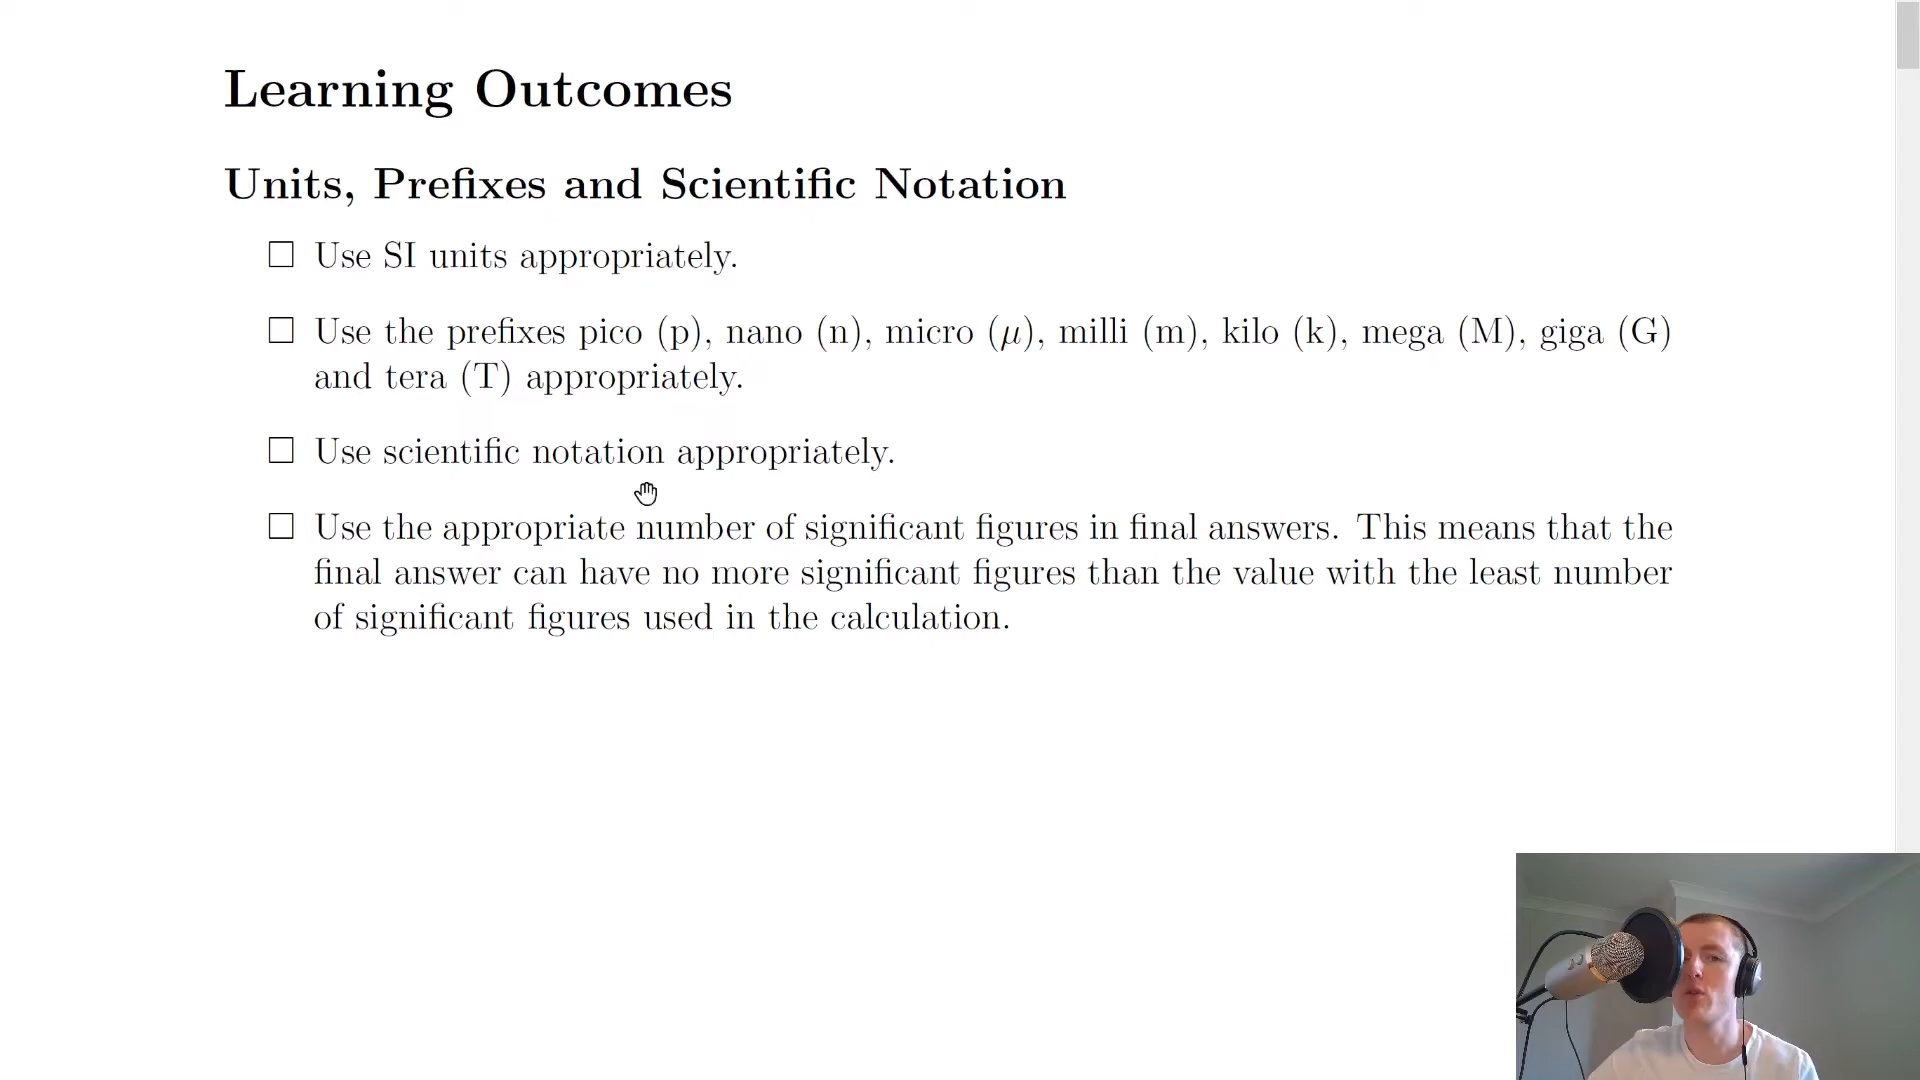 Learning Outcomes
Units, Prefixes and Scientific Notation
Use SI units appropriately.
Use the prefixes pico (p), nano (n), micro (μ), milli (m), kilo (k), mega (M), giga (G)
and tera (T) appropriately.
Use scientific notation appropriately.
Use the appropriate number of significant figures in final answers. This means that the
final answer can have no more significant figures than the value with the least number
of significant figures used in the calculation.